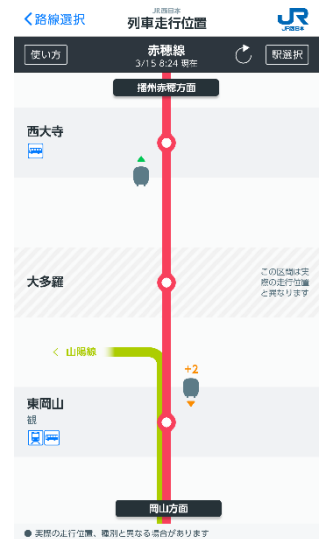 く路線選択
JR西日本
列車走行位置
JR
JR西日本
使い方
赤穂線
3/15 8:24 現在
駅選択
播州赤穂方面
西大寺
大多羅
この区間は実
際の走行位置
と異なります
< 山陽線
+2
東岡山
観
岡山方面
● 実際の走行位置、種別と異なる場合があります